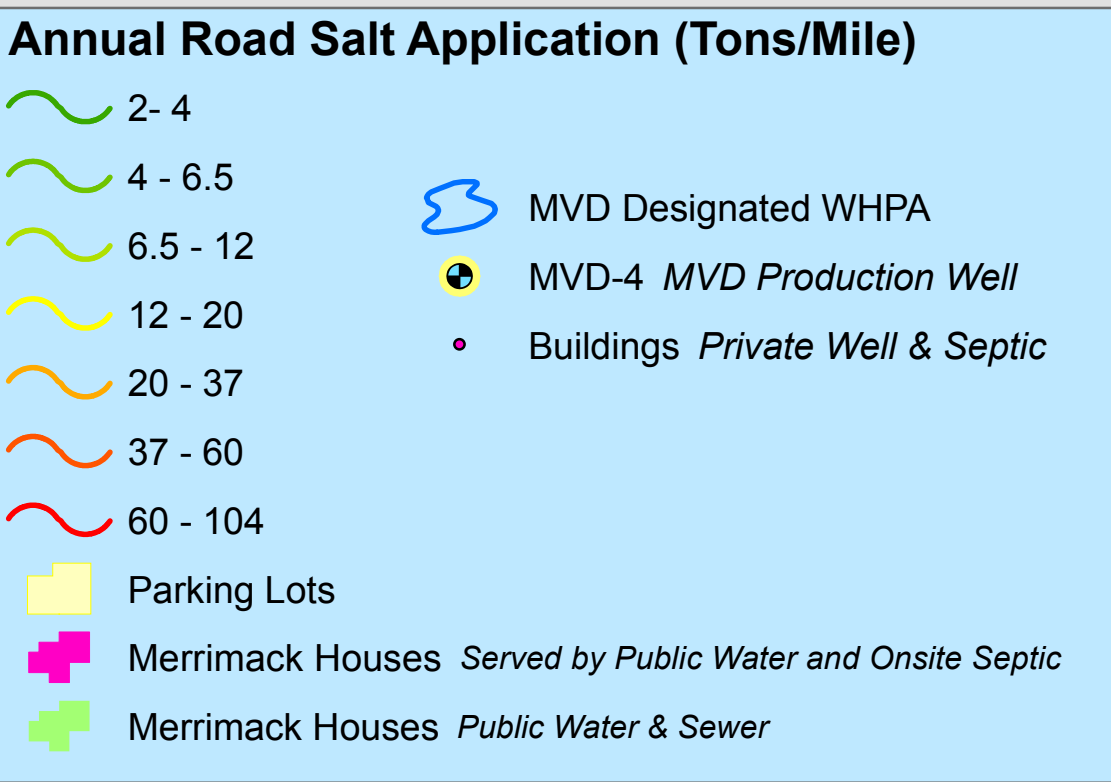 Annual Road Salt Application (Tons/Mile)
2- 4
4 - 6.5
6.5 - 12
12 - 20
20 - 37
37 - 60
60 - 104
Parking Lots
Merrimack Houses Served by Public Water and Onsite Septic
Merrimack Houses Public Water & Sewer
MVD Designated WHPA
MVD-4 MVD Production Well
Buildings Private Well & Septic